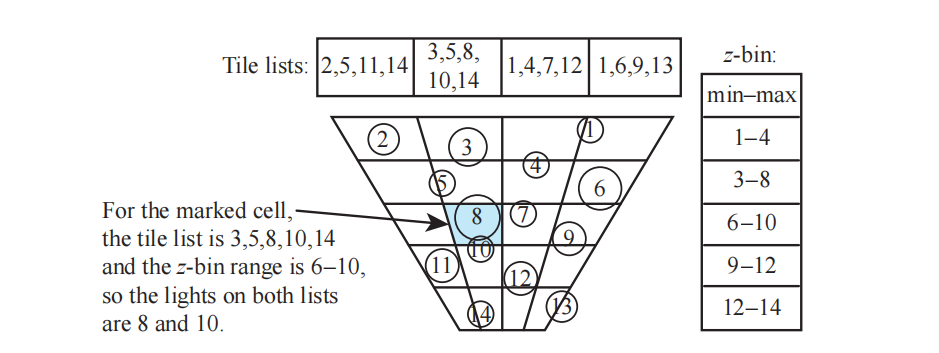 Tile lists: 2,5,11,14 3,5,8, 10,14 1,4,7,12 1,6,9,13
z-bin:
min–max
1–4
3–8
6–10
9–12
12–14
1
2
3
4
5
6
7
8
9
10
11
12
13
14
For the marked cell,
the tile list is 3,5,8,10,14
and the z-bin range is 6–10,
so the lights on both lists
are 8 and 10.